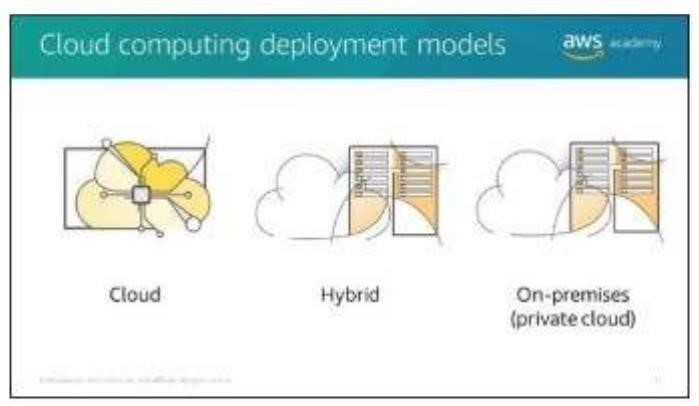 Cloud computing deployment models
aws academy
Cloud
Hybrid
On-premises
(private cloud)